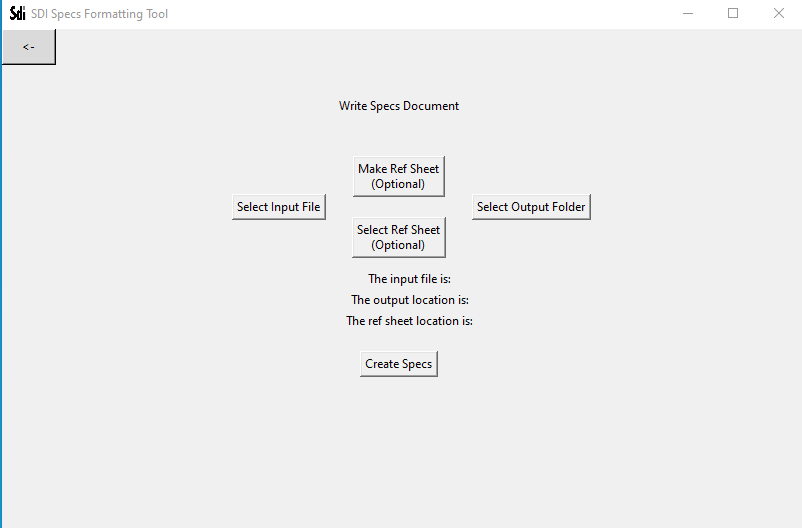 Sdi SDI Specs Formatting Tool
<-
Write Specs Document
Make Ref Sheet
(Optional)
Select Input File
Select Output Folder
Select Ref Sheet
(Optional)
The input file is:
The output location is:
The ref sheet location is:
Create Specs